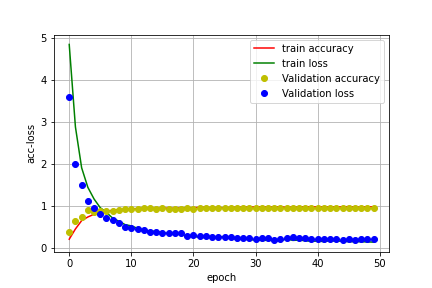 train accuracy
train loss
Validation accuracy
Validation loss
acc-loss
5
4
3
2
1
0
0 10 20 30 40 50
epoch